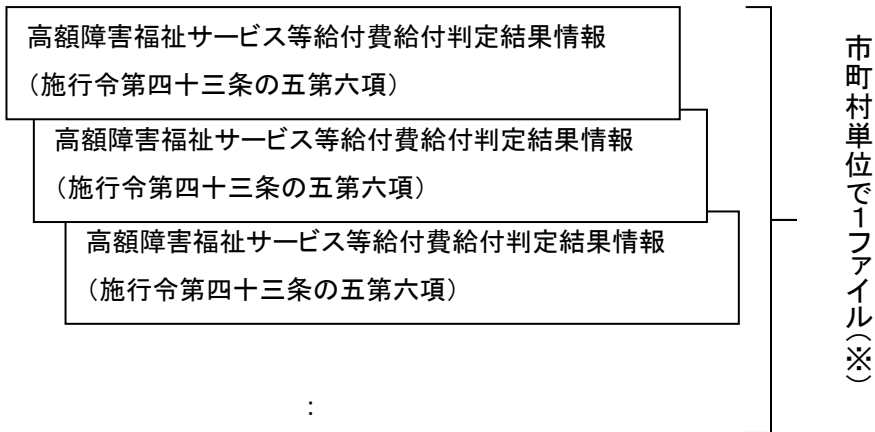 高額障害福祉サービス等給付費給付判定結果情報
（施行令第四十三条の五第六項）
高額障害福祉サービス等給付費給付判定結果情報
（施行令第四十三条の五第六項）
高額障害福祉サービス等給付費給付判定結果情報
（施行令第四十三条の五第六項）
：
市町村単位で１ファイル（※）